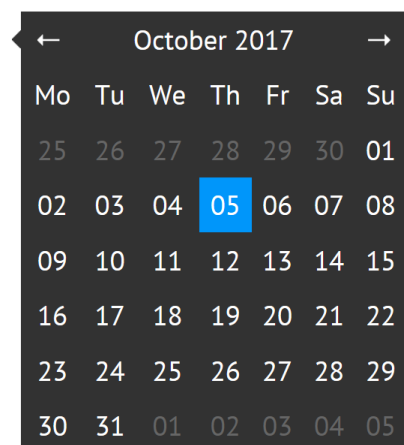 ← October 2017 →
Mo Tu We Th Fr Sa Su
25 26 27 28 29 30 01
02 03 04 05 06 07 08
09 10 11 12 13 14 15
16 17 18 19 20 21 22
23 24 25 26 27 28 29
30 31 01 02 03 04 05